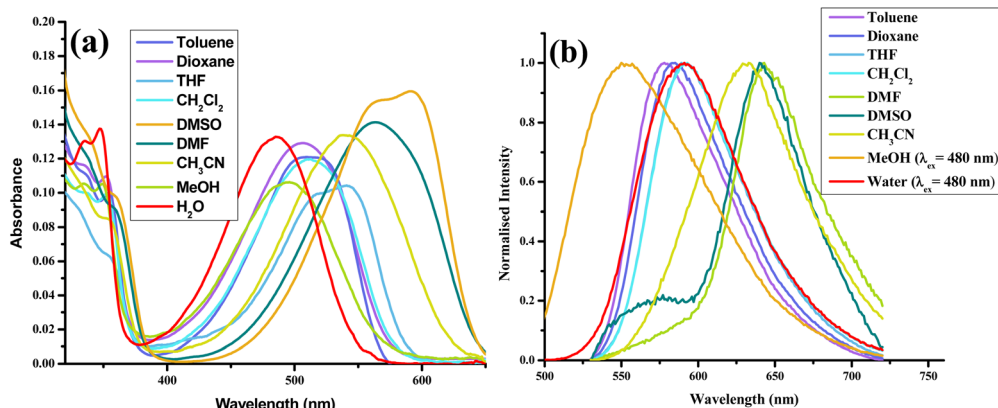 (a)
Toluene
Dioxane
THF
CH₂Cl₂
DMSO
DMF
CH₃CN
MeOH
H₂O
Absorbance
0.20
0.18
0.16
0.14
0.12
0.10
0.08
0.06
0.04
0.02
0.00
400 500 600
Wavelength (nm)
(b)
Toluene
Dioxane
THF
CH₂Cl₂
DMF
DMSO
CH₃CN
MeOH (λₑₓ= 480 nm)
Water (λₑₓ= 480 nm)
Normalised Intensity
1.0
0.8
0.6
0.4
0.2
0.0
500 550 600 650 700 750
Wavelength (nm)